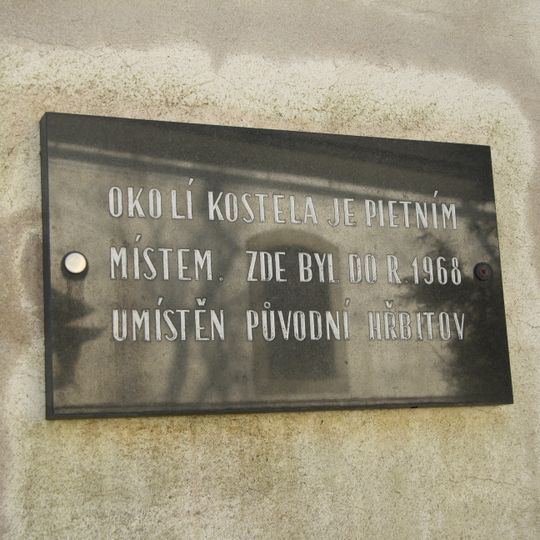 OKOLÍ KOSTELA JE PIETNÍM
MÍSTEM. ZDE BYL DO R. 1968
UMÍSTĚN PŮVODNÍ HŘBITOV